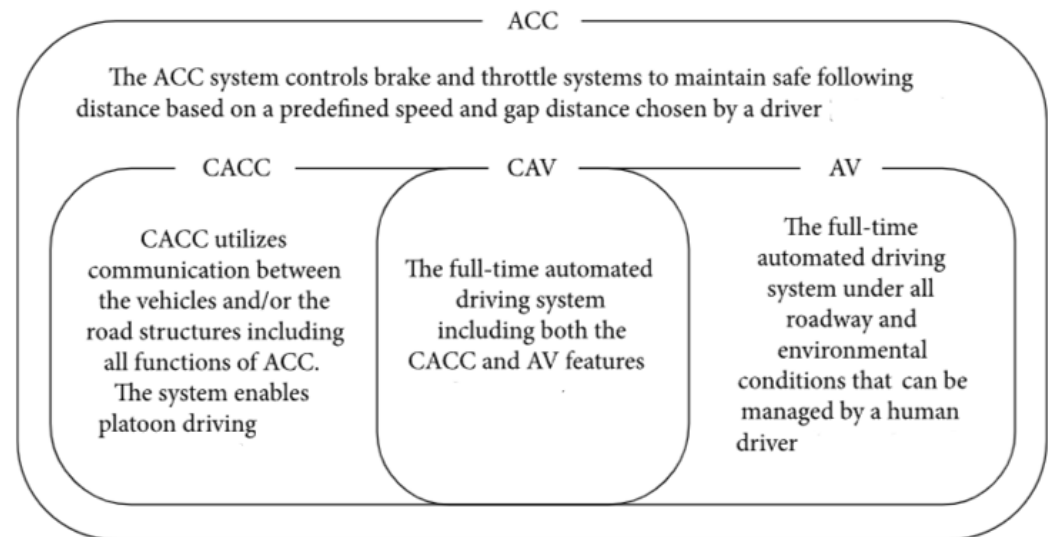 ACC
The ACC system controls brake and throttle systems to maintain safe following
distance based on a predefined speed and gap distance chosen by a driver
CACC
CACC utilizes
communication between
the vehicles and/or the
road structures including
all functions of ACC.
The system enables
platoon driving
CAV
The full-time automated
driving system
including both the
CACC and AV features
AV
The full-time
automated driving
system under all
roadway and
environmental
conditions that can be
managed by a human
driver